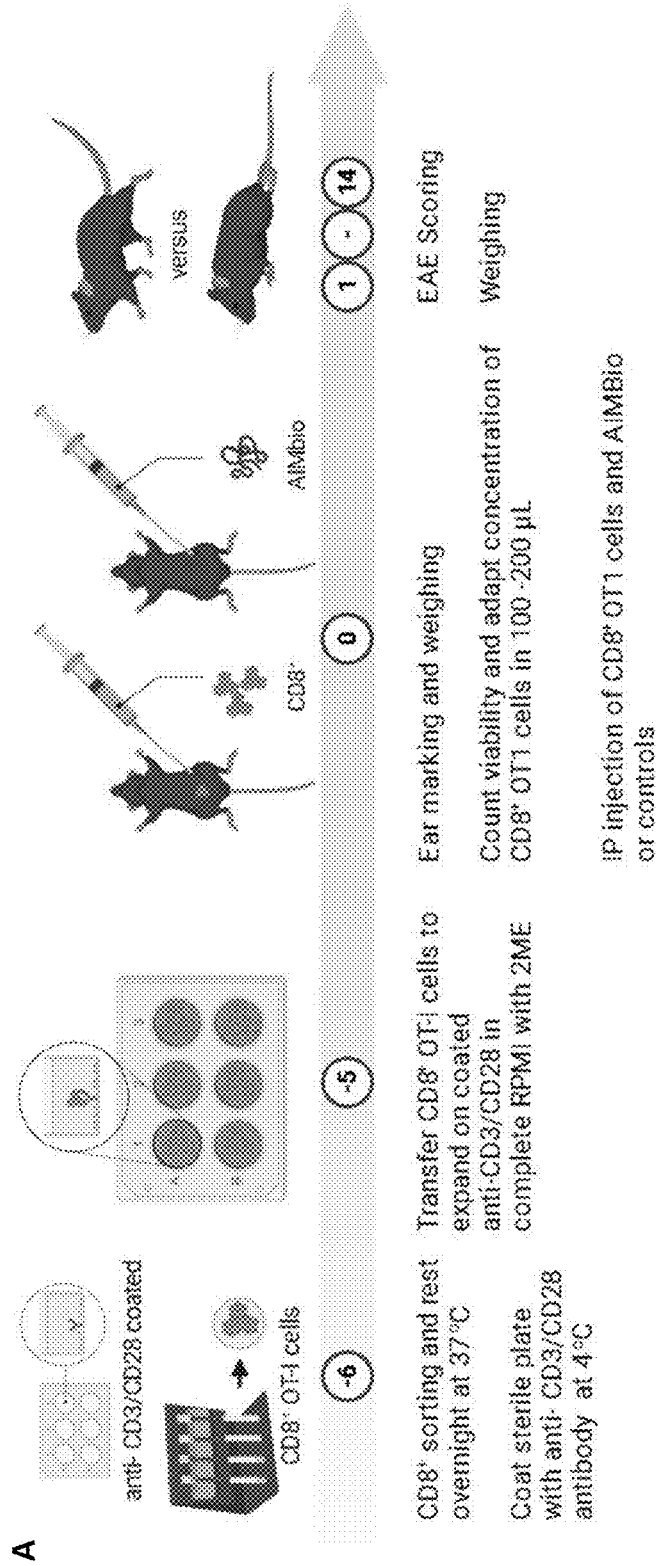 A
anti- CD3/CD28 coated
CD8⁺ OT-I cells
CD8⁺
AIMbio
versus
-6
-5
0
1
-
14
CD8⁺ sorting and rest
overnight at 37°C
Coat sterile plate
with anti- CD3/CD28
antibody at 4°C
Transfer CD8⁺ OT-I cells to
expand on coated
anti-CD3/CD28 in
complete RPMI with 2ME
Ear marking and weighing
Count viability and adapt concentration of
CD8⁺ OT1 cells in 100 -200 µL
IP injection of CD8⁺ OT1 cells and AIMBio
or controls
EAE Scoring
Weighing